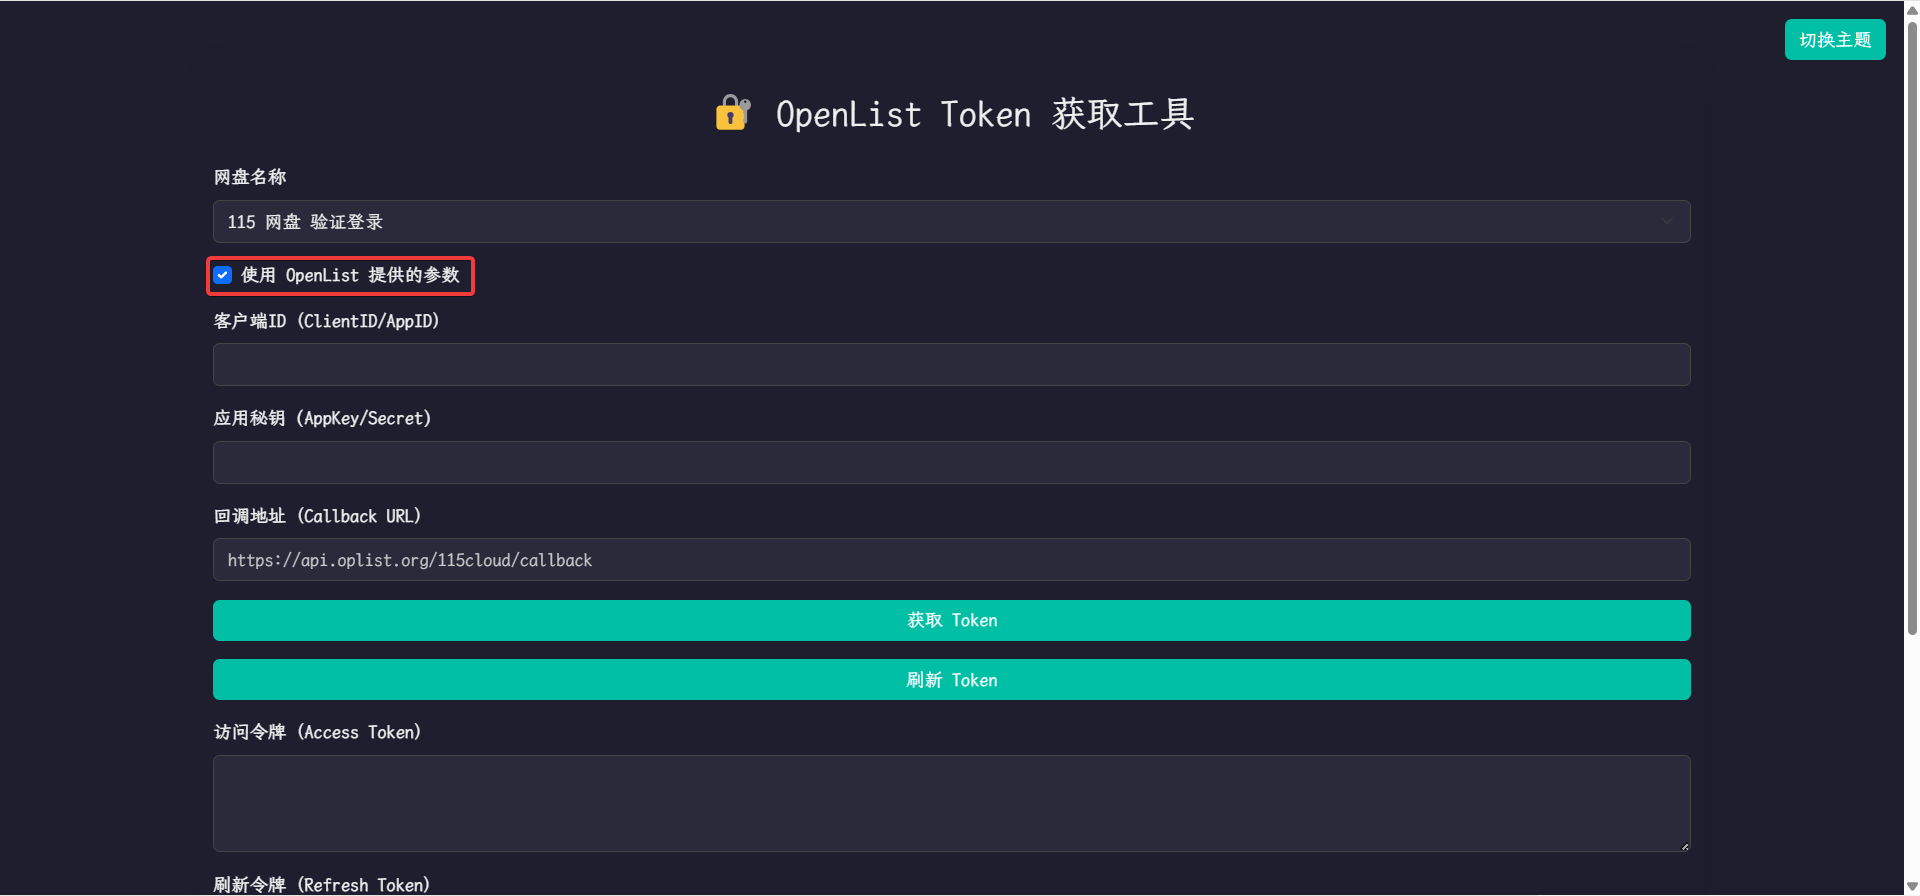 切换主题
OpenList Token 获取工具
网盘名称
115 网盘 验证登录
使用 OpenList 提供的参数
客户端ID (ClientID/AppID)
应用秘钥 (AppKey/Secret)
回调地址 (Callback URL)
https://api.oplist.org/115cloud/callback
获取 Token
刷新 Token
访问令牌 (Access Token)
刷新令牌 (Refresh Token)